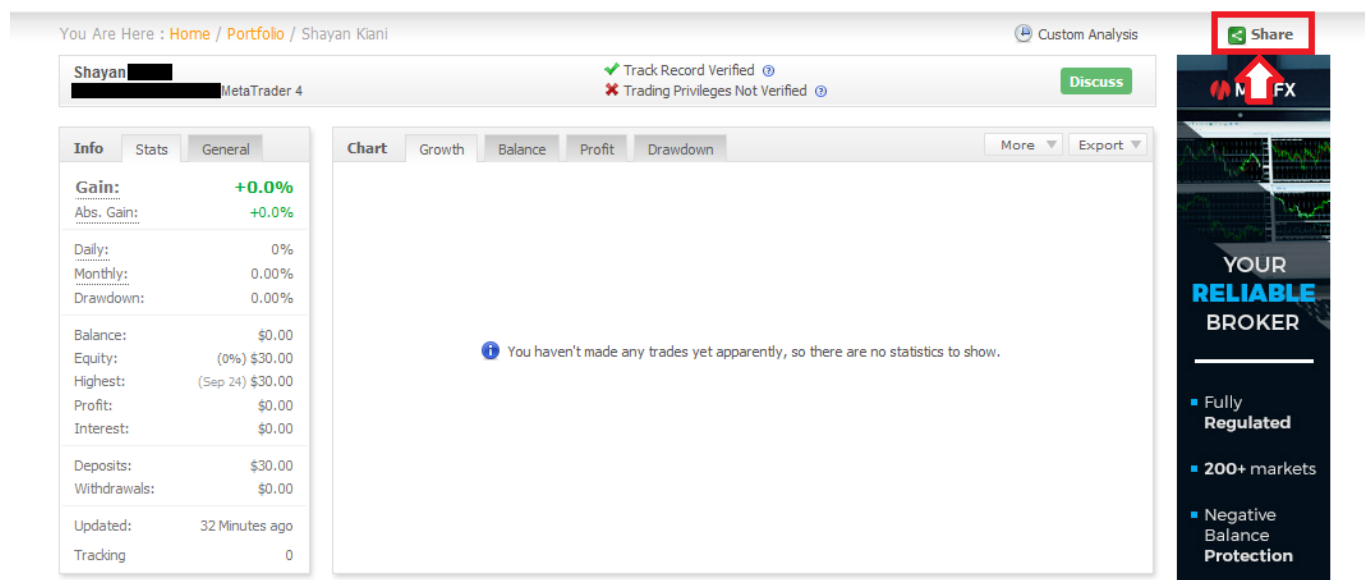 You Are Here : Home / Portfolio / Shayan Kiani
Custom Analysis
Share
Shayan
MetaTrader 4
Track Record Verified
Trading Privileges Not Verified
Discuss
Info Stats General
Gain: +0.0%
Abs. Gain: +0.0%
Daily: 0%
Monthly: 0.00%
Drawdown: 0.00%
Balance: $0.00
Equity: (0%) $30.00
Highest: (Sep 24) $30.00
Profit: $0.00
Interest: $0.00
Deposits: $30.00
Withdrawals: $0.00
Updated: 32 Minutes ago
Tracking 0
Chart Growth Balance Profit Drawdown More Export
You haven't made any trades yet apparently, so there are no statistics to show.
FX
YOUR
RELIABLE
BROKER
Fully
Regulated
200+ markets
Negative
Balance
Protection